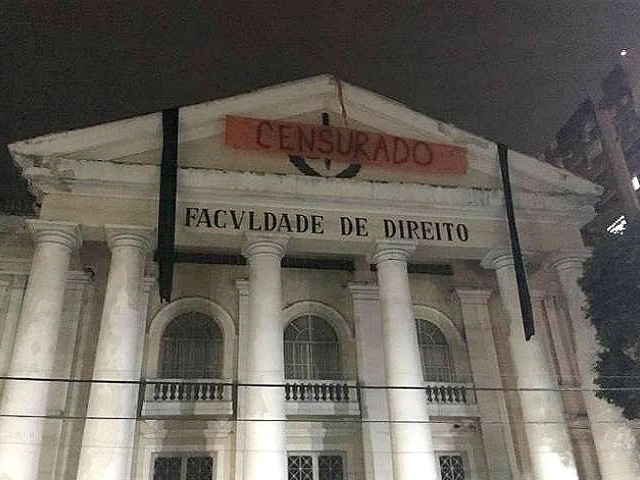 CENSURADO
FACVLDADE DE DIREITO